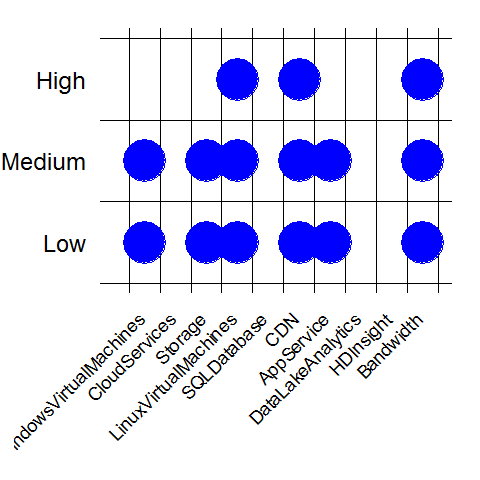 High
Medium
Low
ndowsVirtualMachines
CloudServices
Storage
LinuxVirtualMachines
SQLDatabase
CDN
AppService
DataLakeAnalytics
HDInsight
Bandwidth